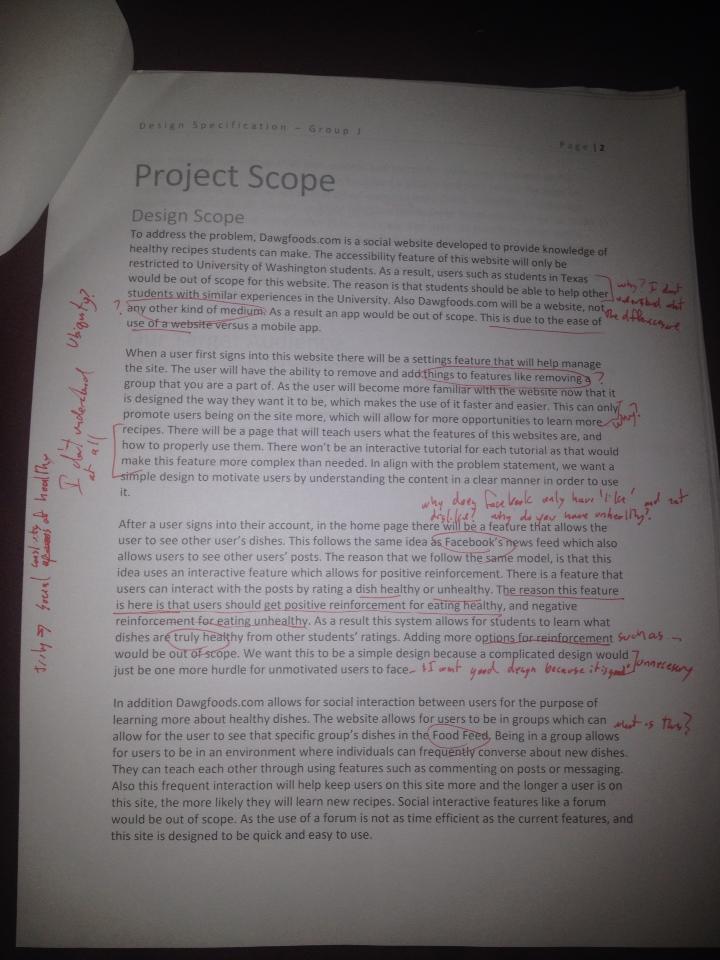 Design Specification – Group J
Page | 2
Project Scope
Design Scope
To address the problem, Dawgfoods.com is a social website developed to provide knowledge of
healthy recipes students can make. The accessibility feature of this website will only be
restricted to University of Washington students. As a result, users such as students in Texas
would be out of scope for this website. The reason is that students should be able to help other
students with similar experiences in the University. Also Dawgfoods.com will be a website, not
any other kind of medium. As a result an app would be out of scope. This is due to the ease of
use of a website versus a mobile app.
why? I don't
understand
the difference
?
Ubiquity?
When a user first signs into this website there will be a settings feature that will help manage
the site. The user will have the ability to remove and add things to features like removing a ?
group that you are a part of. As the user will become more familiar with the website now that it
is designed the way they want it to be, which makes the use of it faster and easier. This can only
promote users being on the site more, which will allow for more opportunities to learn more
recipes. There will be a page that will teach users what the features of this websites are, and
how to properly use them. There won't be an interactive tutorial for each tutorial as that would
make this feature more complex than needed. In align with the problem statement, we want a
simple design to motivate users by understanding the content in a clear manner in order to use
it.
I don't understand
at all
why does Facebook only have 'like' and not
dislike? why do you have unhealthy?
After a user signs into their account, in the home page there will be a feature that allows the
user to see other user's dishes. This follows the same idea as Facebook's news feed which also
allows users to see other users' posts. The reason that we follow the same model, is that this
idea uses an interactive feature which allows for positive reinforcement. There is a feature that
users can interact with the posts by rating a dish healthy or unhealthy. The reason this feature
is here is that users should get positive reinforcement for eating healthy, and negative
reinforcement for eating unhealthy. As a result this system allows for students to learn what
dishes are truly healthy from other students' ratings. Adding more options for reinforcement such as
would be out of scope. We want this to be a simple design because a complicated design would
just be one more hurdle for unmotivated users to face.
I want good design because it is good
unnecessary
social
of healthy
In addition Dawgfoods.com allows for social interaction between users for the purpose of
learning more about healthy dishes. The website allows for users to be in groups which can
allow for the user to see that specific group's dishes in the Food Feed. Being in a group allows
what is this?
for users to be in an environment where individuals can frequently converse about new dishes.
They can teach each other through using features such as commenting on posts or messaging.
Also this frequent interaction will help keep users on this site more and the longer a user is on
this site, the more likely they will learn new recipes. Social interactive features like a forum
would be out of scope. As the use of a forum is not as time efficient as the current features, and
this site is designed to be quick and easy to use.